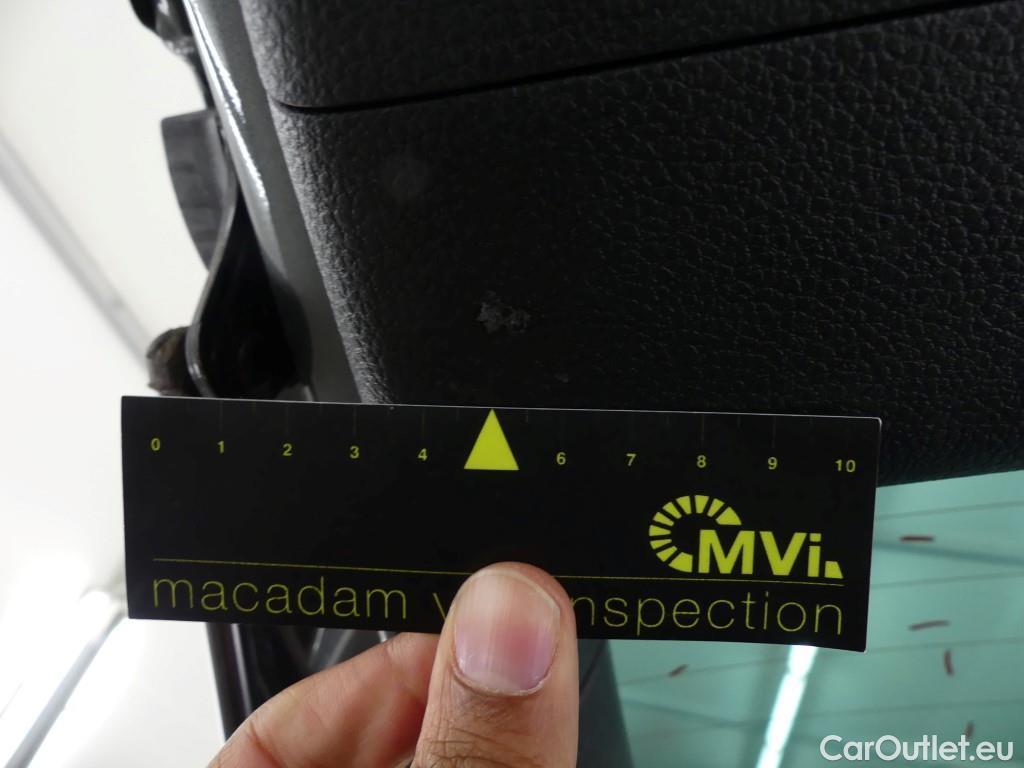 0 1 2 3 4 6 7 8 9 10
MVi
macadam v nspection
CarOutlet.eu